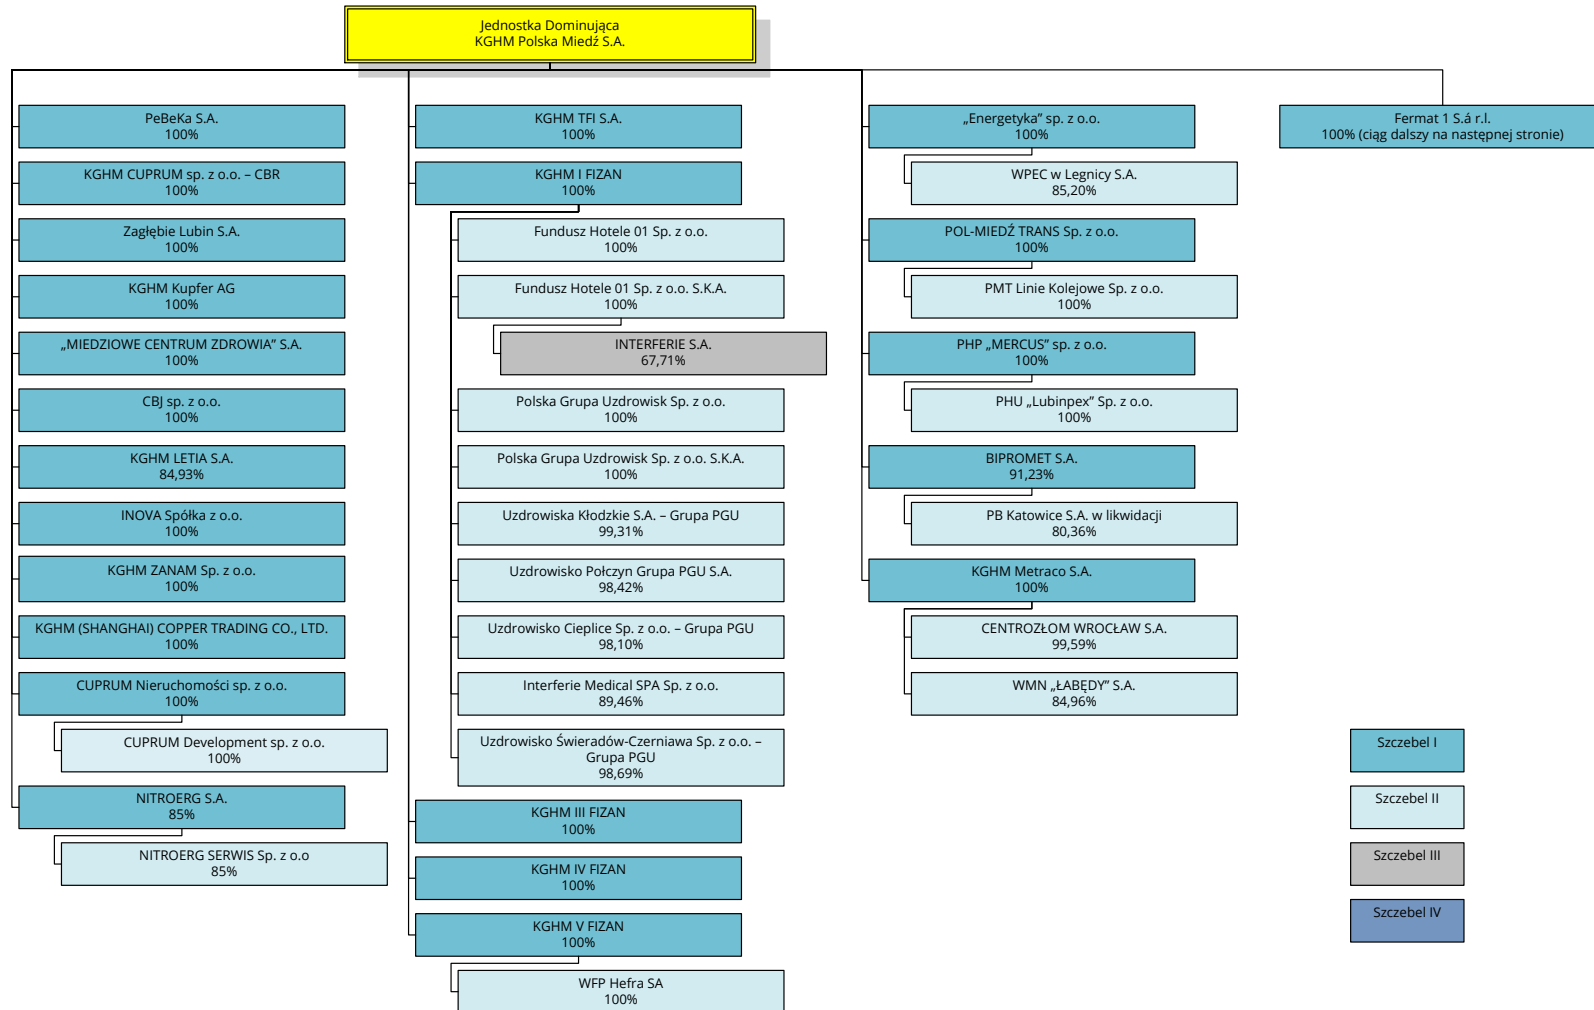 Jednostka Dominująca
KGHM Polska Miedź S.A.
PeBeKa S.A.
100%
KGHM CUPRUM sp. z o.o. – CBR
100%
Zagłębie Lubin S.A.
100%
KGHM Kupfer AG
100%
„MIEDZIOWE CENTRUM ZDROWIA” S.A.
100%
CBJ sp. z o.o.
100%
KGHM LETIA S.A.
84,93%
INOVA Spółka z o.o.
100%
KGHM ZANAM Sp. z o.o.
100%
KGHM (SHANGHAI) COPPER TRADING CO., LTD.
100%
CUPRUM Nieruchomości sp. z o.o.
100%
CUPRUM Development sp. z o.o.
100%
NITROERG S.A.
85%
NITROERG SERWIS Sp. z o.o
85%
KGHM TFI S.A.
100%
KGHM I FIZAN
100%
Fundusz Hotele 01 Sp. z o.o.
100%
Fundusz Hotele 01 Sp. z o.o. S.K.A.
100%
INTERFERIE S.A.
67,71%
Polska Grupa Uzdrowisk Sp. z o.o.
100%
Polska Grupa Uzdrowisk Sp. z o.o. S.K.A.
100%
Uzdrowiska Kłodzkie S.A. – Grupa PGU
99,31%
Uzdrowisko Połczyn Grupa PGU S.A.
98,42%
Uzdrowisko Cieplice Sp. z o.o. – Grupa PGU
98,10%
Interferie Medical SPA Sp. z o.o.
89,46%
Uzdrowisko Świeradów-Czerniawa Sp. z o.o. –
Grupa PGU
98,69%
KGHM III FIZAN
100%
KGHM IV FIZAN
100%
KGHM V FIZAN
100%
WFP Hefra SA
100%
„Energetyka” sp. z o.o.
100%
WPEC w Legnicy S.A.
85,20%
POL-MIEDŹ TRANS Sp. z o.o.
100%
PMT Linie Kolejowe Sp. z o.o.
100%
PHP „MERCUS” sp. z o.o.
100%
PHU „Lubinpex” Sp. z o.o.
100%
BIPROMET S.A.
91,23%
PB Katowice S.A. w likwidacji
80,36%
KGHM Metraco S.A.
100%
CENTROZŁOM WROCŁAW S.A.
99,59%
WMN „ŁABĘDY” S.A.
84,96%
Fermat 1 S.á r.l.
100% (ciąg dalszy na następnej stronie)
Szczebel I
Szczebel II
Szczebel III
Szczebel IV